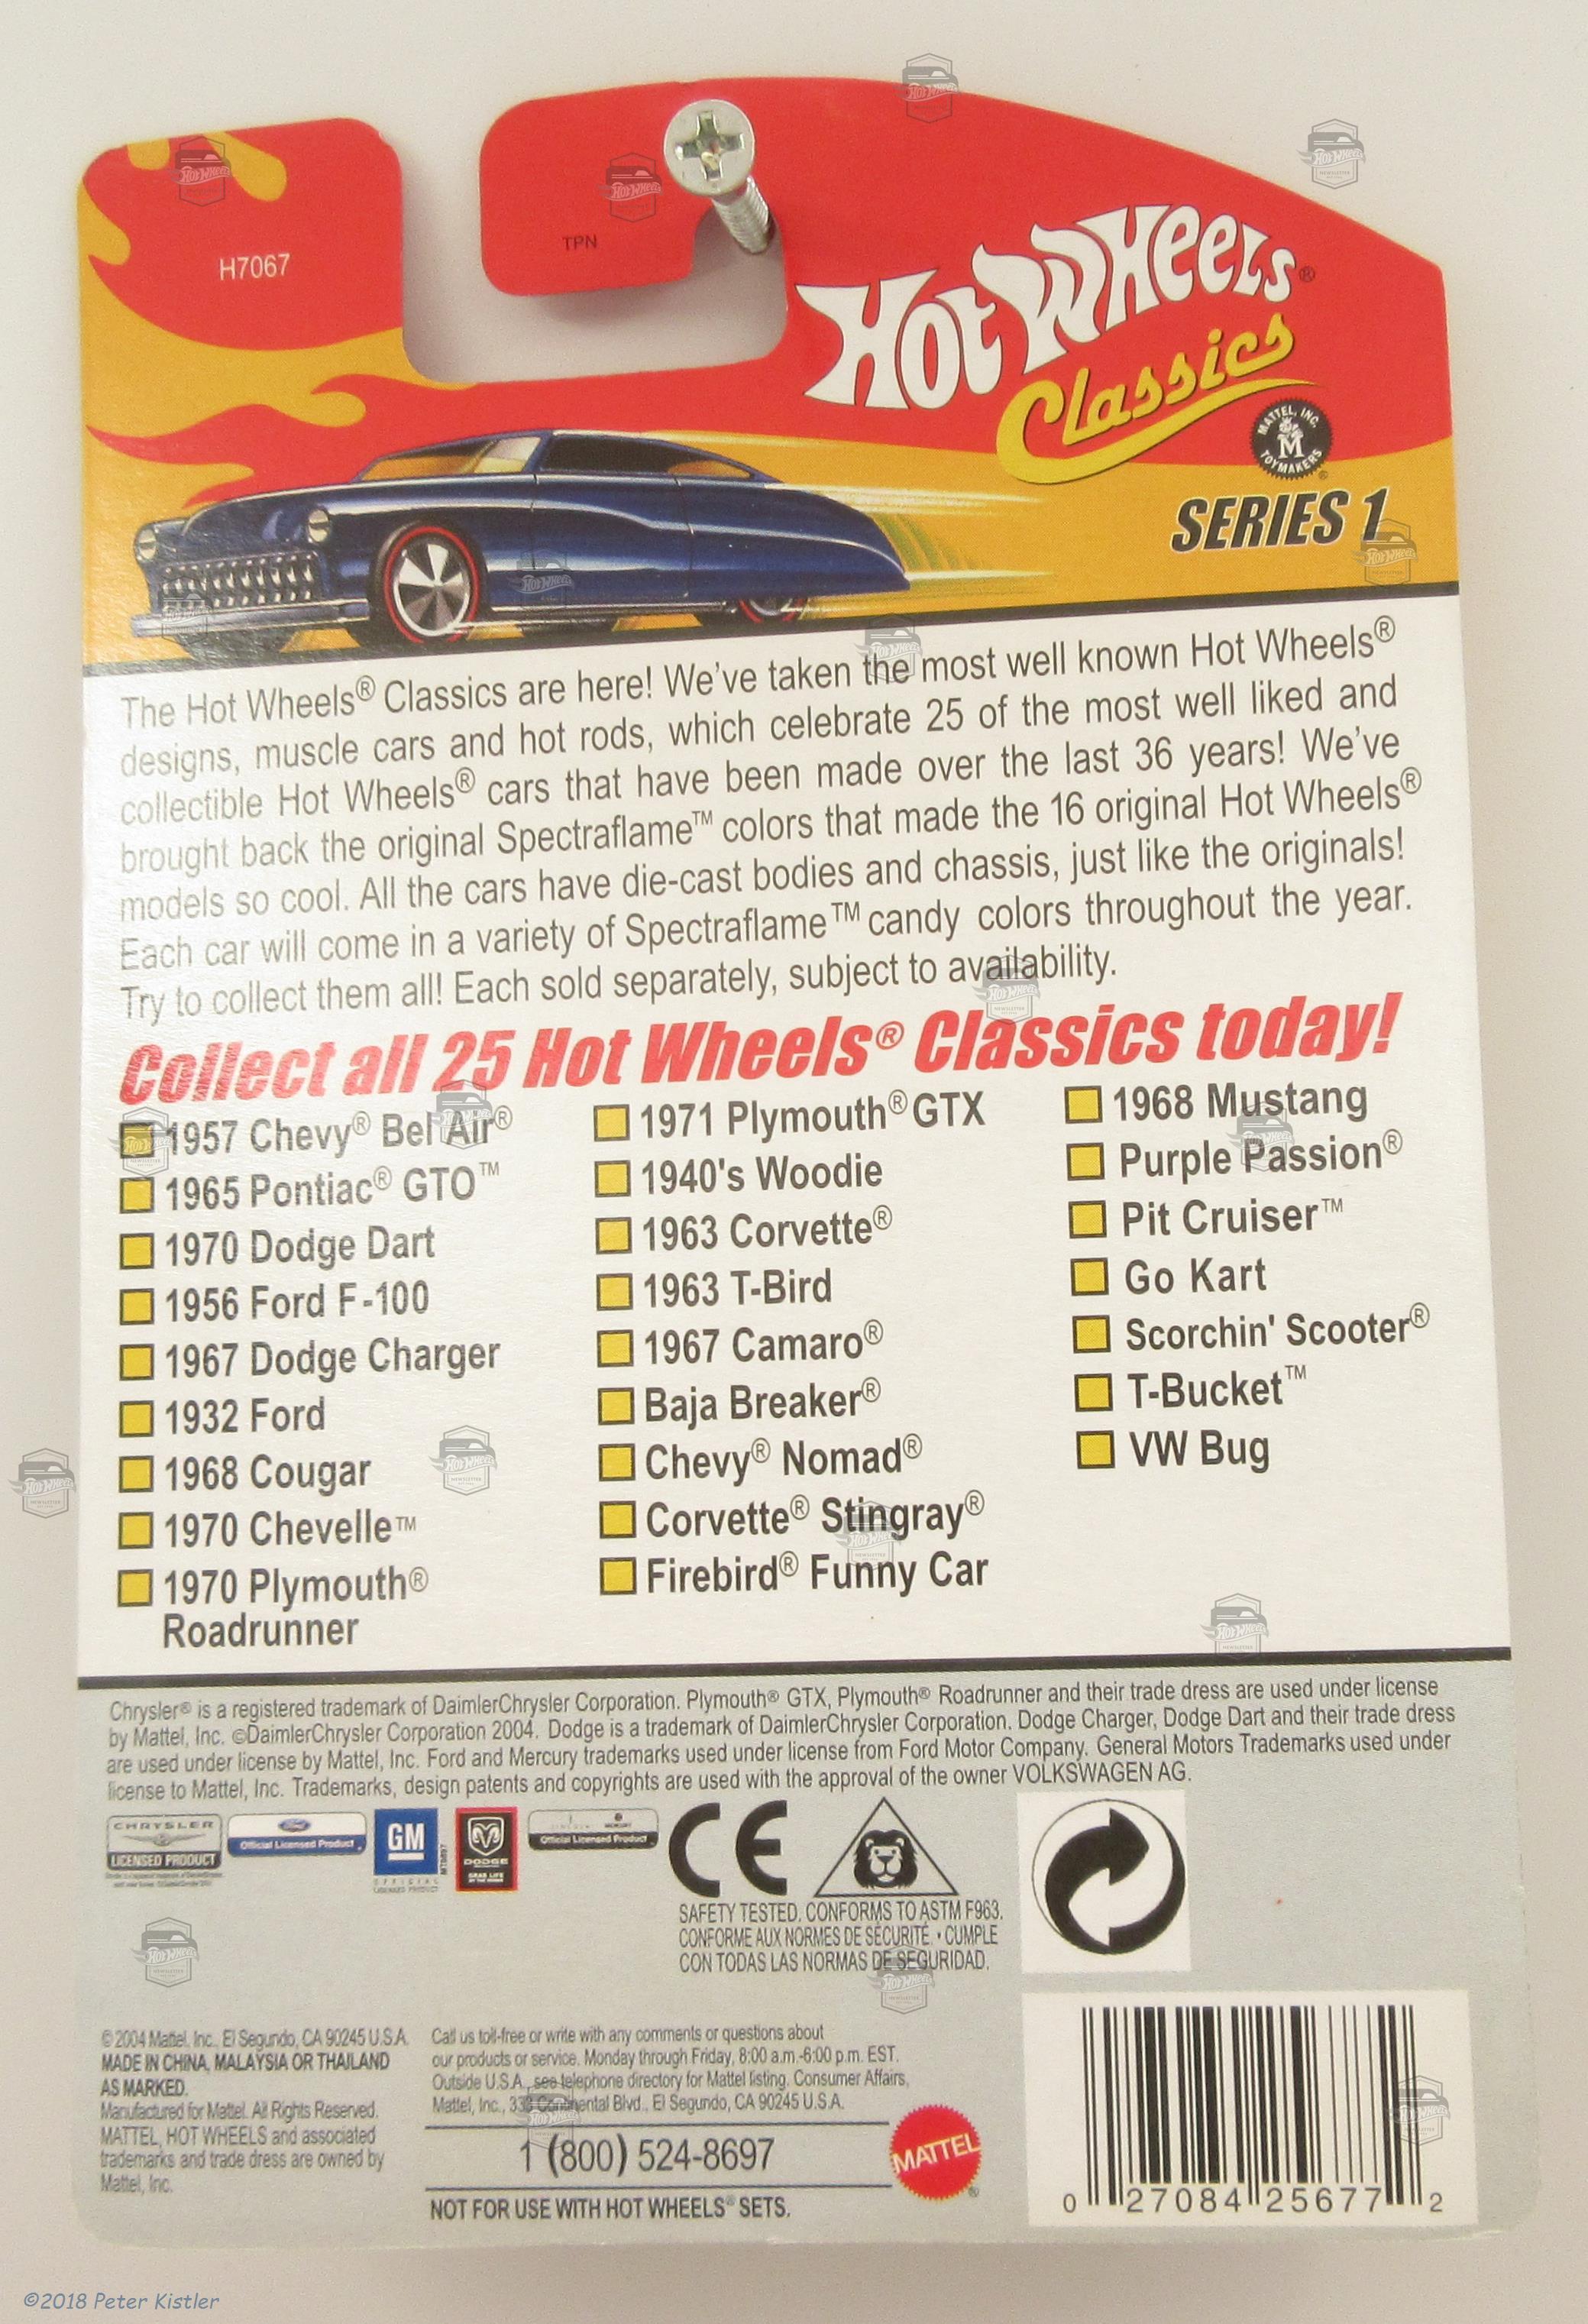 H7067
TPN
Hot Wheels®
Classics
MATTEL, INC.
M
TOYMAKERS
®
SERIES 1
The Hot Wheels® Classics are here! We've taken the most well known Hot Wheels®
designs, muscle cars and hot rods, which celebrate 25 of the most well liked and
collectible Hot Wheels® cars that have been made over the last 36 years! We've
brought back the original Spectraflame™ colors that made the 16 original Hot Wheels®
models so cool. All the cars have die-cast bodies and chassis, just like the originals!
Each car will come in a variety of Spectraflame™ candy colors throughout the year.
Try to collect them all! Each sold separately, subject to availability.
Collect all 25 Hot Wheels® Classics today!
1957 Chevy® Bel Air®
1965 Pontiac® GTO™
1970 Dodge Dart
1956 Ford F-100
1967 Dodge Charger
1932 Ford
1968 Cougar
1970 Chevelle™
1970 Plymouth®
Roadrunner
1971 Plymouth® GTX
1940's Woodie
1963 Corvette®
1963 T-Bird
1967 Camaro®
Baja Breaker®
Chevy® Nomad®
Corvette® Stingray®
Firebird® Funny Car
1968 Mustang
Purple Passion®
Pit Cruiser™
Go Kart
Scorchin' Scooter®
T-Bucket™
VW Bug
Chrysler® is a registered trademark of DaimlerChrysler Corporation. Plymouth® GTX, Plymouth® Roadrunner and their trade dress are used under license
by Mattel, Inc. ©DaimlerChrysler Corporation 2004. Dodge is a trademark of DaimlerChrysler Corporation. Dodge Charger, Dodge Dart and their trade dress
are used under license by Mattel, Inc. Ford and Mercury trademarks used under license from Ford Motor Company. General Motors Trademarks used under
license to Mattel, Inc. Trademarks, design patents and copyrights are used with the approval of the owner VOLKSWAGEN AG.
CHRYSLER
LICENSED PRODUCT
Ford
Official Licensed Product
GM
OFFICIAL
LICENSED PRODUCT
DODGE
GRAB LIFE
BY THE HORNS
Official Licensed Product
CE
SAFETY TESTED. CONFORMS TO ASTM F963.
CONFORME AUX NORMES DE SÉCURITÉ. • CUMPLE
CON TODAS LAS NORMAS DE SEGURIDAD.
© 2004 Mattel, Inc. El Segundo, CA 90245 U.S.A.
MADE IN CHINA, MALAYSIA OR THAILAND
AS MARKED.
Manufactured for Mattel. All Rights Reserved.
MATTEL, HOT WHEELS and associated
trademarks and trade dress are owned by
Mattel, Inc.
Call us toll-free or write with any comments or questions about
our products or service. Monday through Friday, 8:00 a.m.-6:00 p.m. EST.
Outside U.S.A., see telephone directory for Mattel listing. Consumer Affairs,
Mattel, Inc., 333 Continental Blvd., El Segundo, CA 90245 U.S.A.
1 (800) 524-8697
NOT FOR USE WITH HOT WHEELS® SETS.
MATTEL
®
0 27084 25677 2
©2018 Peter Kistler